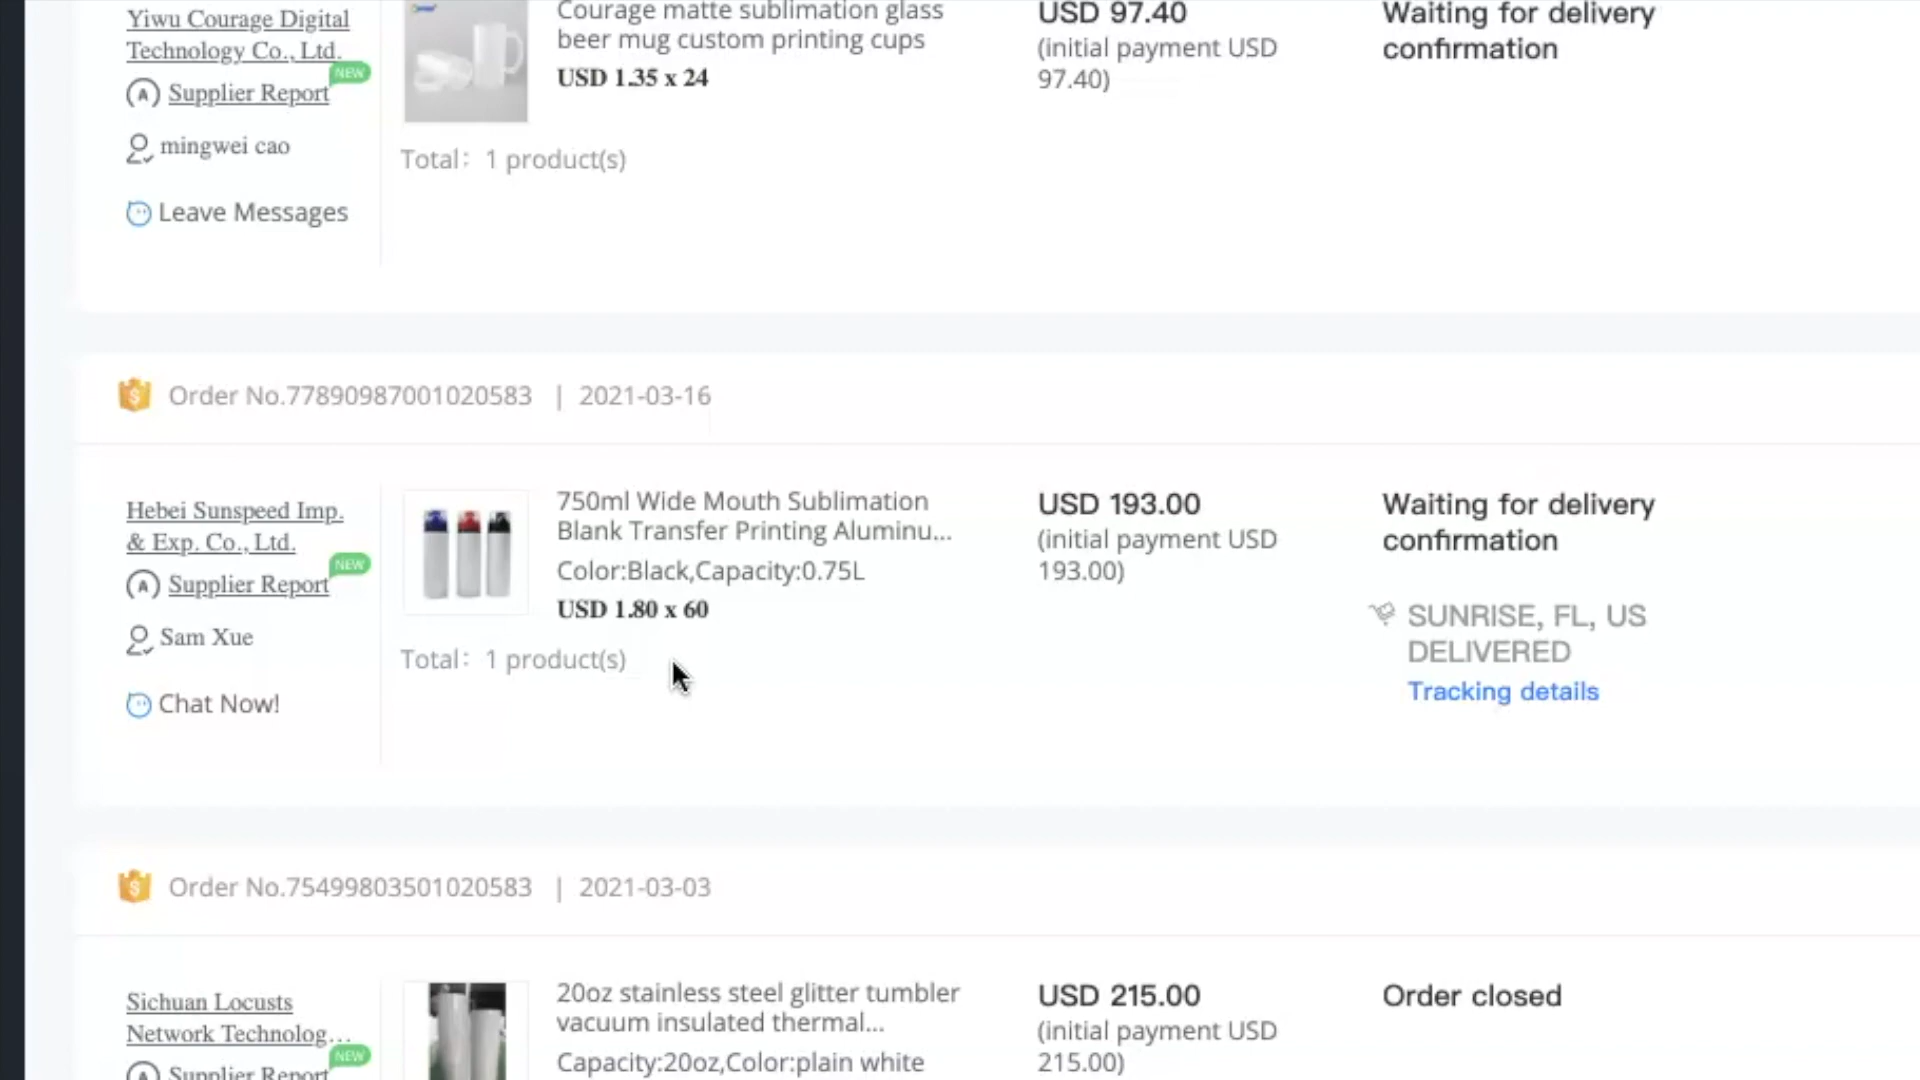 Yiwu Courage Digital
Technology Co., Ltd.
NEW
Supplier Report
mingwei cao
Leave Messages
Courage matte sublimation glass
beer mug custom printing cups
USD 1.35 x 24
Total: 1 product(s)
USD 97.40
(initial payment USD
97.40)
Waiting for delivery
confirmation
Order No.77890987001020583 | 2021-03-16
Hebei Sunspeed Imp.
& Exp. Co., Ltd.
NEW
Supplier Report
Sam Xue
Chat Now!
750ml Wide Mouth Sublimation
Blank Transfer Printing Aluminu...
Color:Black,Capacity:0.75L
USD 1.80 x 60
Total: 1 product(s)
USD 193.00
(initial payment USD
193.00)
Waiting for delivery
confirmation
SUNRISE, FL, US
DELIVERED
Tracking details
Order No.75499803501020583 | 2021-03-03
Sichuan Locusts
Network Technolog...
NEW
Supplier Report
20oz stainless steel glitter tumbler
vacuum insulated thermal...
Capacity:20oz,Color:plain white
USD 215.00
(initial payment USD
215.00)
Order closed